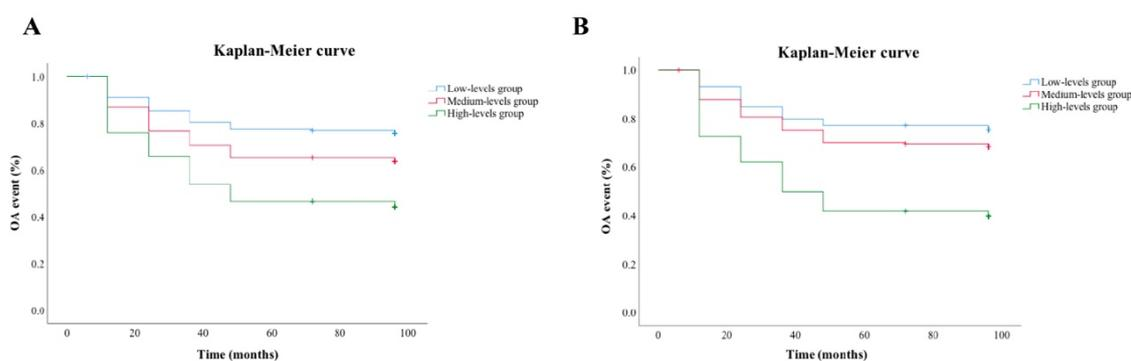 A
Kaplan-Meier curve
Low-levels group
Medium-levels group
High-levels group
1.0
0.8
0.6
0.4
0.2
0.0
OA event (%)
0 20 40 60 80 100
Time (months)
B
Kaplan-Meier curve
Low-levels group
Medium-levels group
High-levels group
1.0
0.8
0.6
0.4
0.2
0.0
OA event (%)
0 20 40 60 80 100
Time (months)